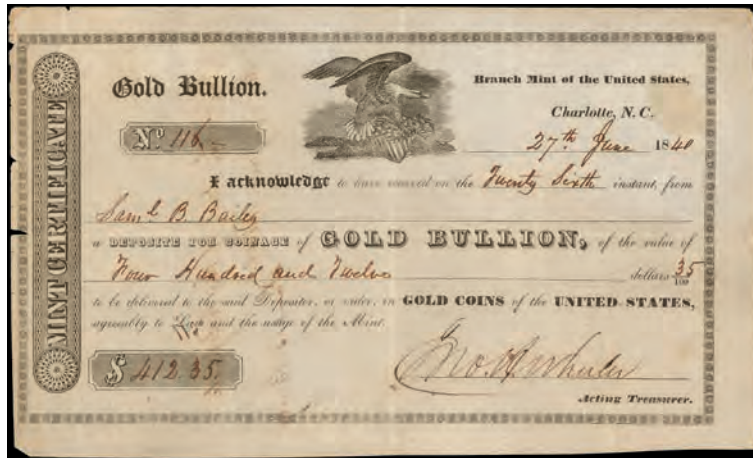 MINT CERTIFICATE
Gold Bullion.
Branch Mint of the United States,
Charlotte, N. C.
No 116
27th June 1840
I acknowledge to have received on the Twenty Sixth instant, from
Saml B. Bailey
a DEPOSITE FOR COINAGE of GOLD BULLION, of the value of
Four Hundred and Twelve dollars 35/100
to be delivered to the said Depositor, or order, in GOLD COINS of the UNITED STATES,
agreeably to Law and the usage of the Mint.
$ 412.35
Jno. Wheeler
Acting Treasurer.